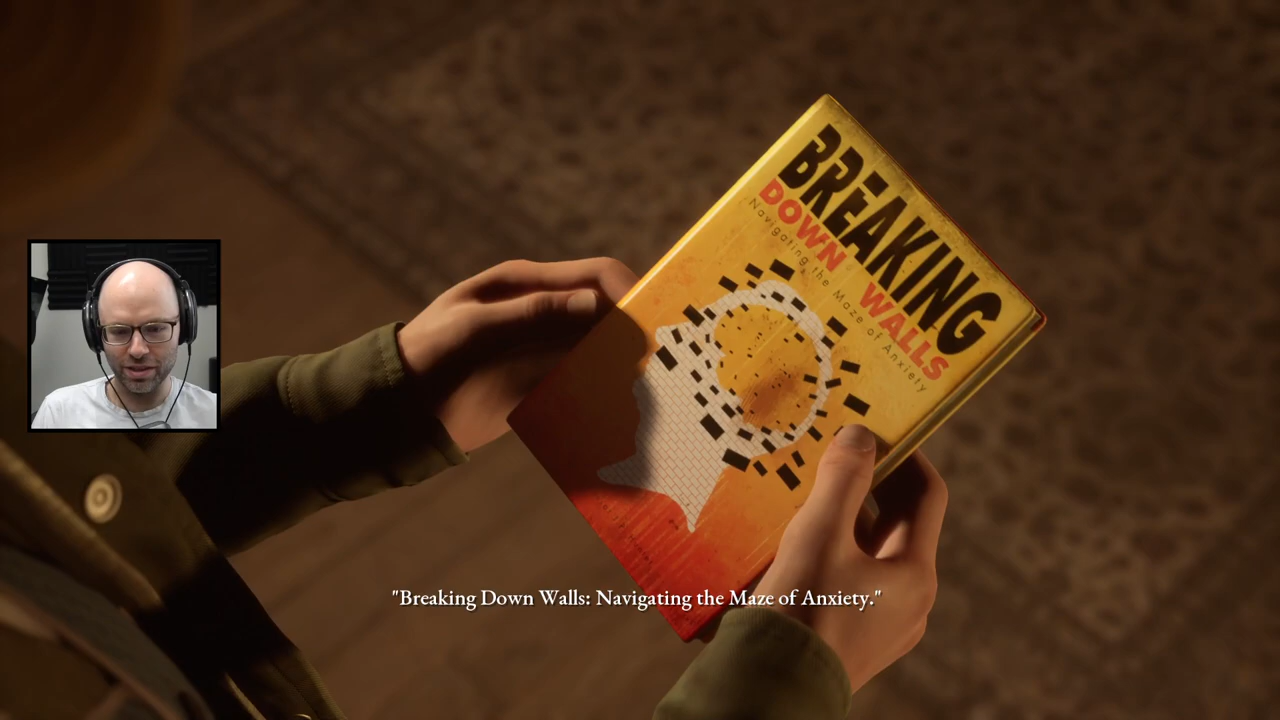 BREAKING
DOWN WALLS
Navigating the Maze of Anxiety
"Breaking Down Walls: Navigating the Maze of Anxiety."